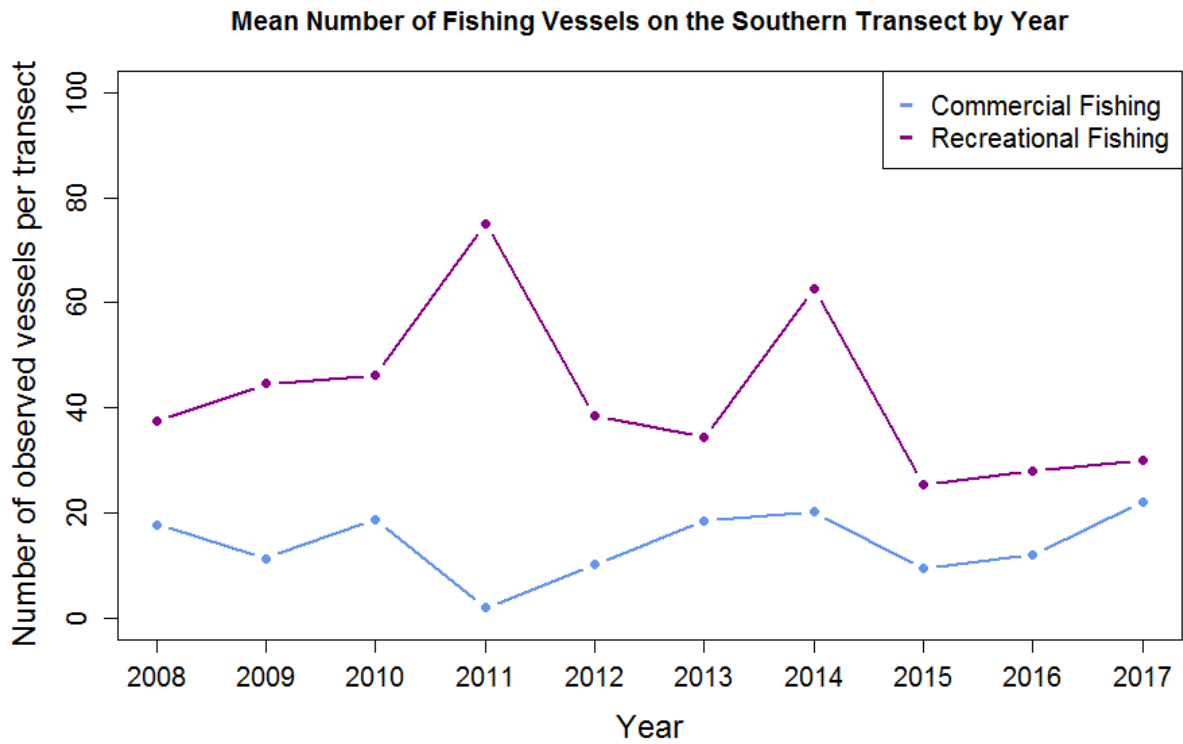 Mean Number of Fishing Vessels on the Southern Transect by Year
Number of observed vessels per transect
100
80
60
40
20
0
Commercial Fishing
Recreational Fishing
2008 2009 2010 2011 2012 2013 2014 2015 2016 2017
Year